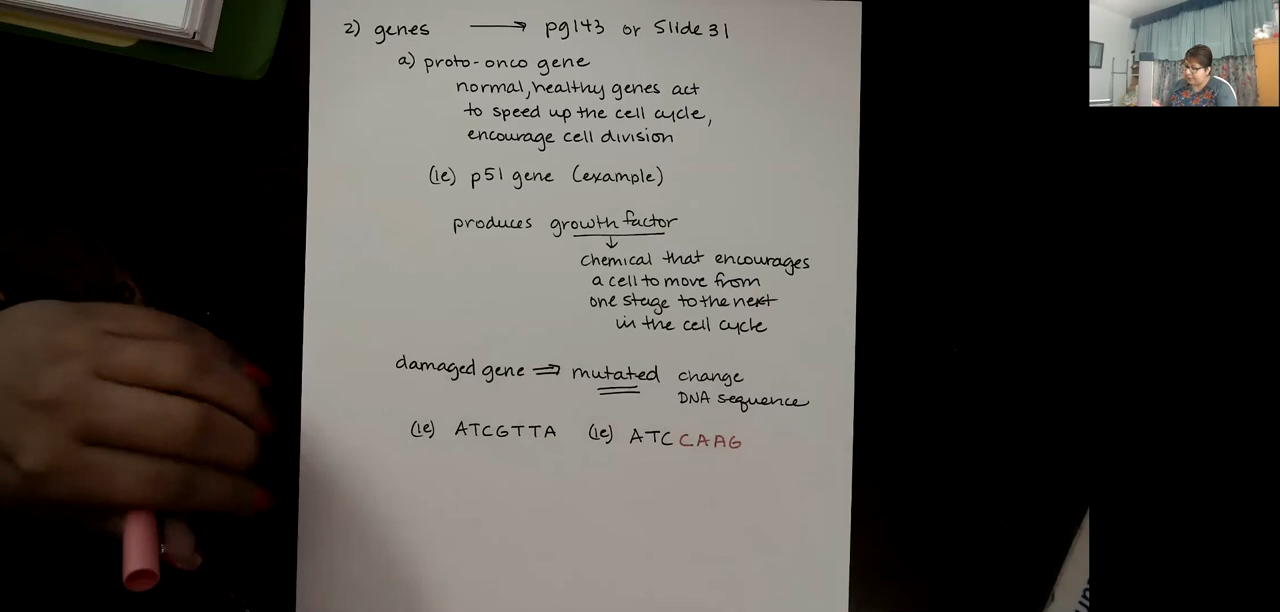 2) genes ⟶ pg143 or Slide 31
a) proto-onco gene
normal, healthy genes act
to speed up the cell cycle,
encourage cell division
(ie) p51 gene (example)
produces growth factor
↓
chemical that encourages
a cell to move from
one stage to the next
in the cell cycle
damaged gene ⇒ mutated change
DNA sequence
(ie) ATCGTTA (ie) ATCCAAG